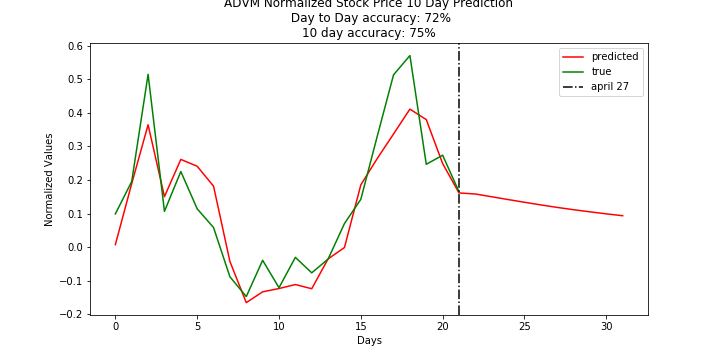 ADVM Normalized Stock Price 10 Day Prediction
Day to Day accuracy: 72%
10 day accuracy: 75%
0.6
0.5
0.4
0.3
0.2
0.1
0.0
−0.1
−0.2
Normalized Values
predicted
true
april 27
0 5 10 15 20 25 30
Days